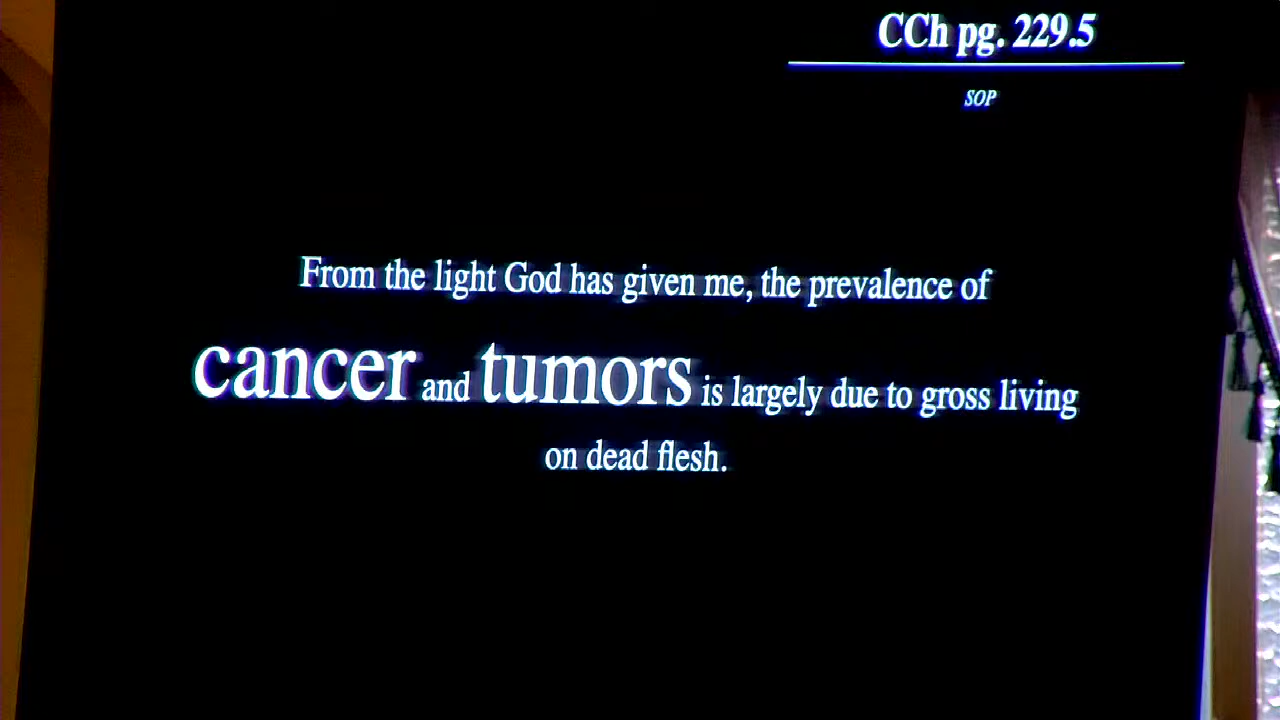 CCh pg. 229.5
SOP
From the light God has given me, the prevalence of
cancer and tumors is largely due to gross living
on dead flesh.